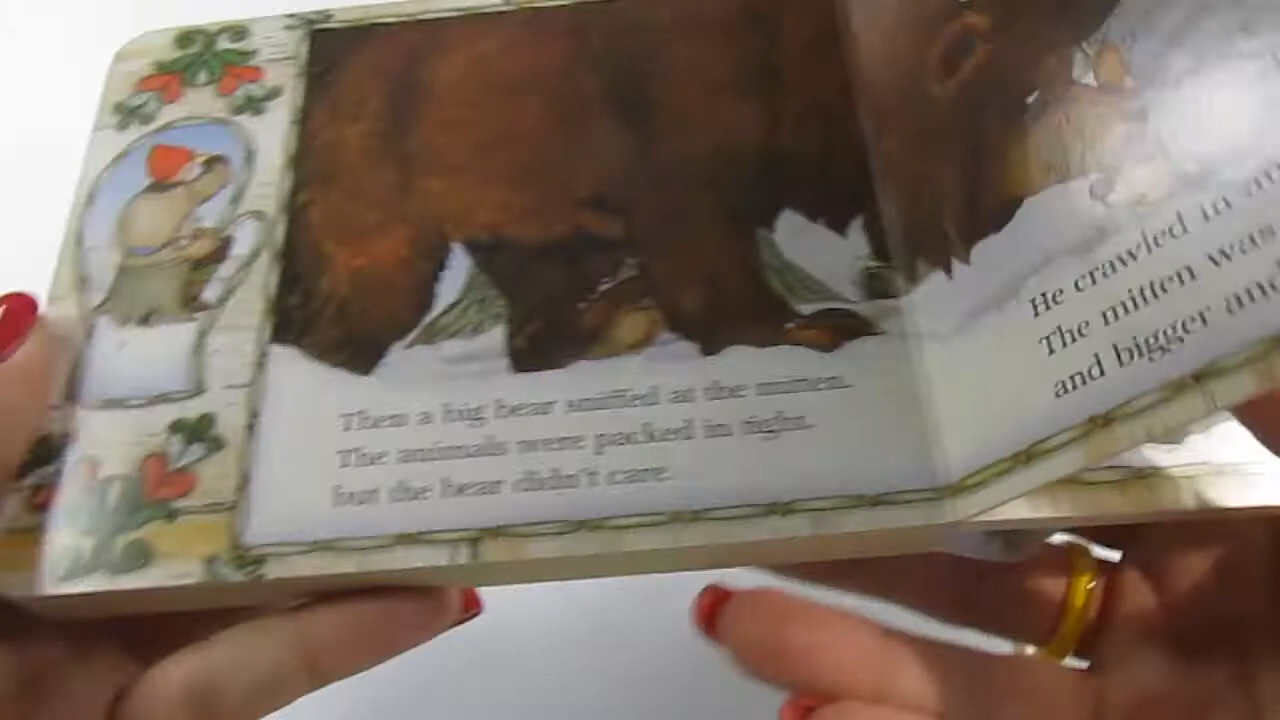 Then a big bear sniffed at the mitten.
The animals were packed in tight,
but the bear didn't care.
He crawled in
The mitten was
and bigger and